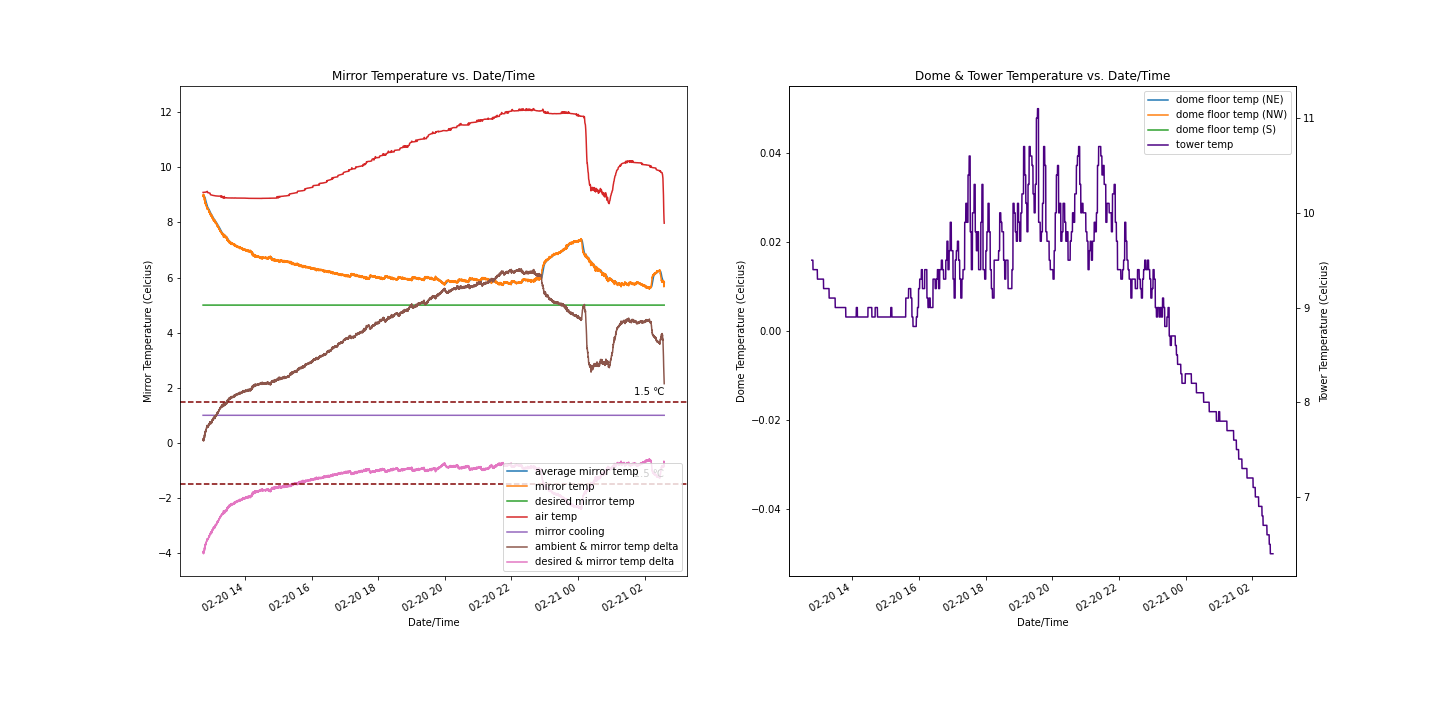 Mirror Temperature vs. Date/Time
12
10
8
6
4
2
0
−2
−4
Mirror Temperature (Celcius)
1.5 °C
average mirror temp
mirror temp
desired mirror temp
air temp
mirror cooling
ambient & mirror temp delta
desired & mirror temp delta
02-20 14
02-20 16
02-20 18
02-20 20
02-20 22
02-21 00
02-21 02
Date/Time
Dome & Tower Temperature vs. Date/Time
0.04
0.02
0.00
−0.02
−0.04
Dome Temperature (Celcius)
dome floor temp (NE)
dome floor temp (NW)
dome floor temp (S)
tower temp
11
10
9
8
7
Tower Temperature (Celcius)
02-20 14
02-20 16
02-20 18
02-20 20
02-20 22
02-21 00
02-21 02
Date/Time